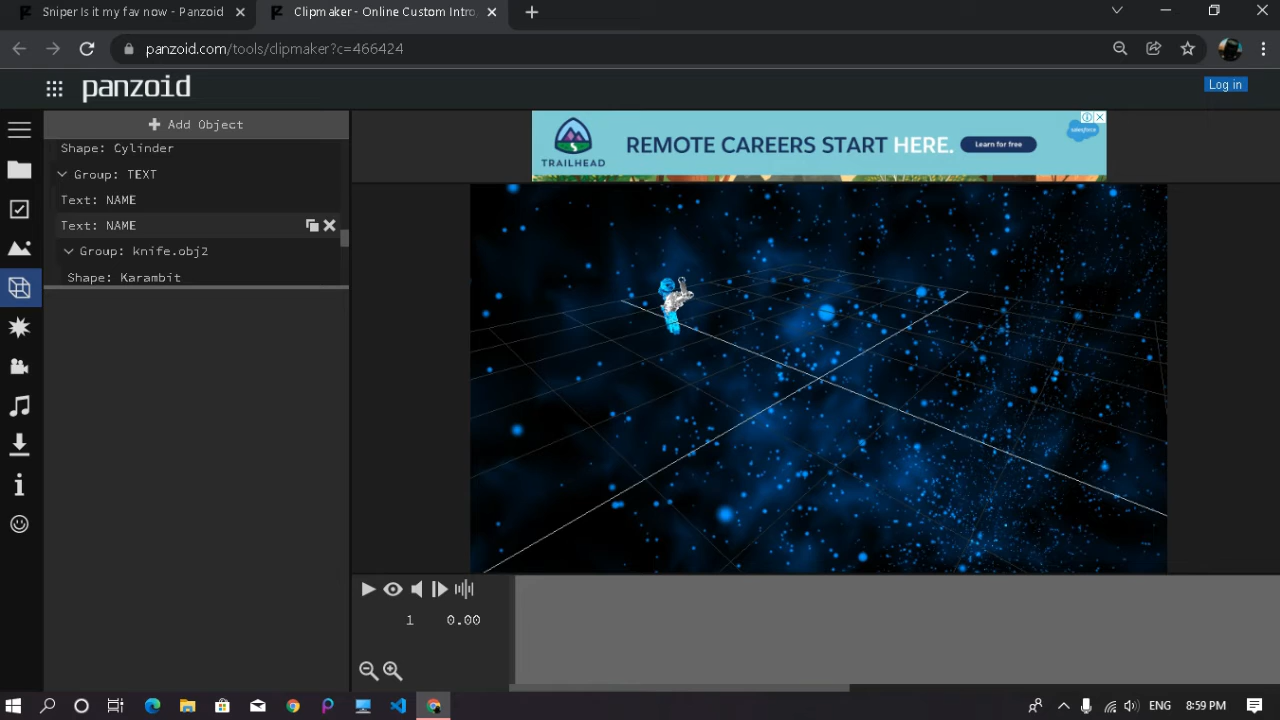 Sniper Is it my fav now - Panzoid
Clipmaker - Online Custom Intro
panzoid.com/tools/clipmaker?c=466424
panzoid
Log in
Add Object
Shape: Cylinder
Group: TEXT
Text: NAME
Text: NAME
Group: knife.obj2
Shape: Karambit
TRAILHEAD
REMOTE CAREERS START HERE.
Learn for free
salesforce
1 0.00
ENG
8:59 PM